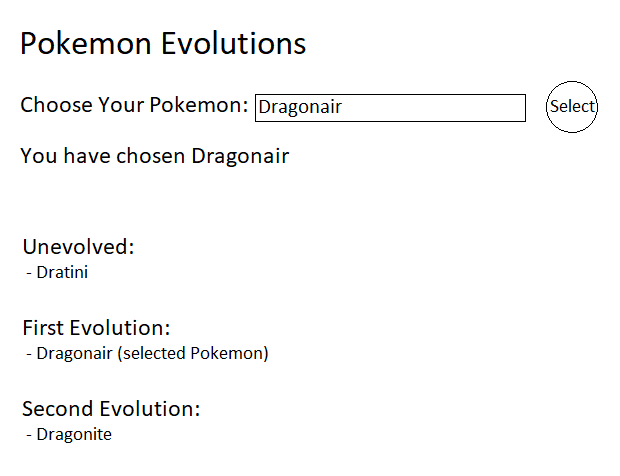 Pokemon Evolutions
Choose Your Pokemon: Dragonair Select
You have chosen Dragonair
Unevolved:
- Dratini
First Evolution:
- Dragonair (selected Pokemon)
Second Evolution:
- Dragonite